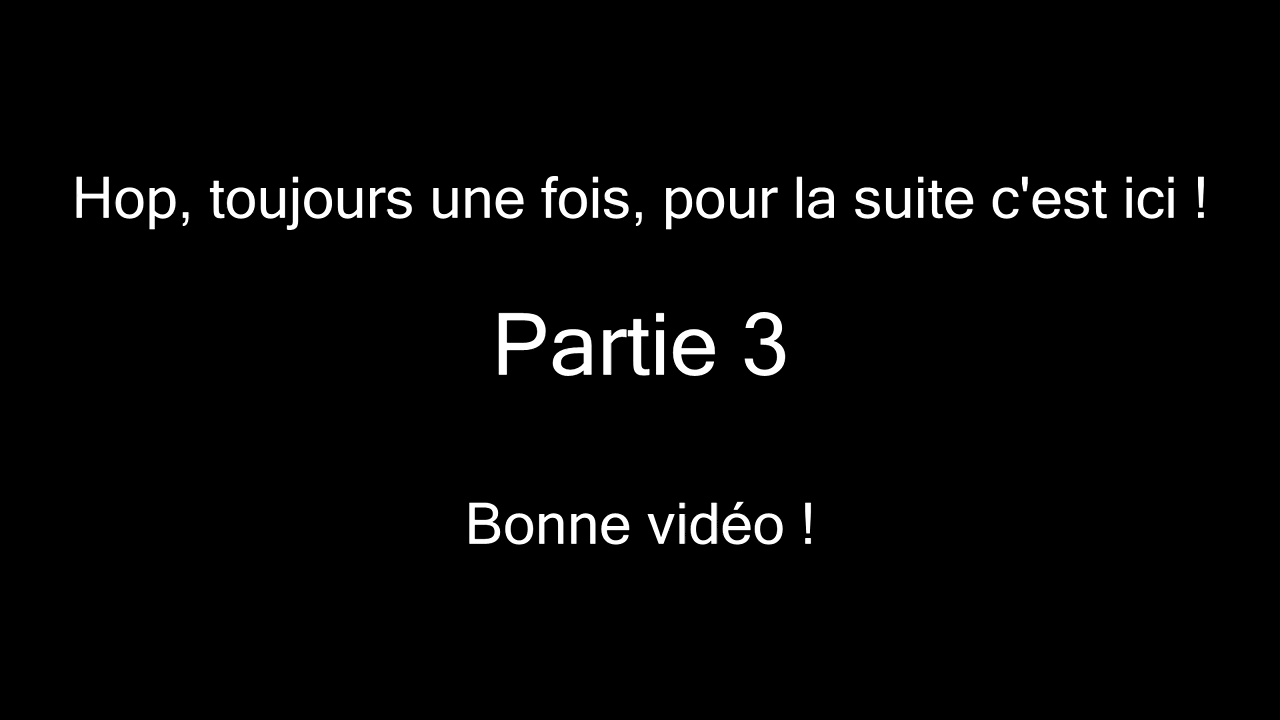 Hop, toujours une fois, pour la suite c'est ici !
Partie 3
Bonne vidéo !